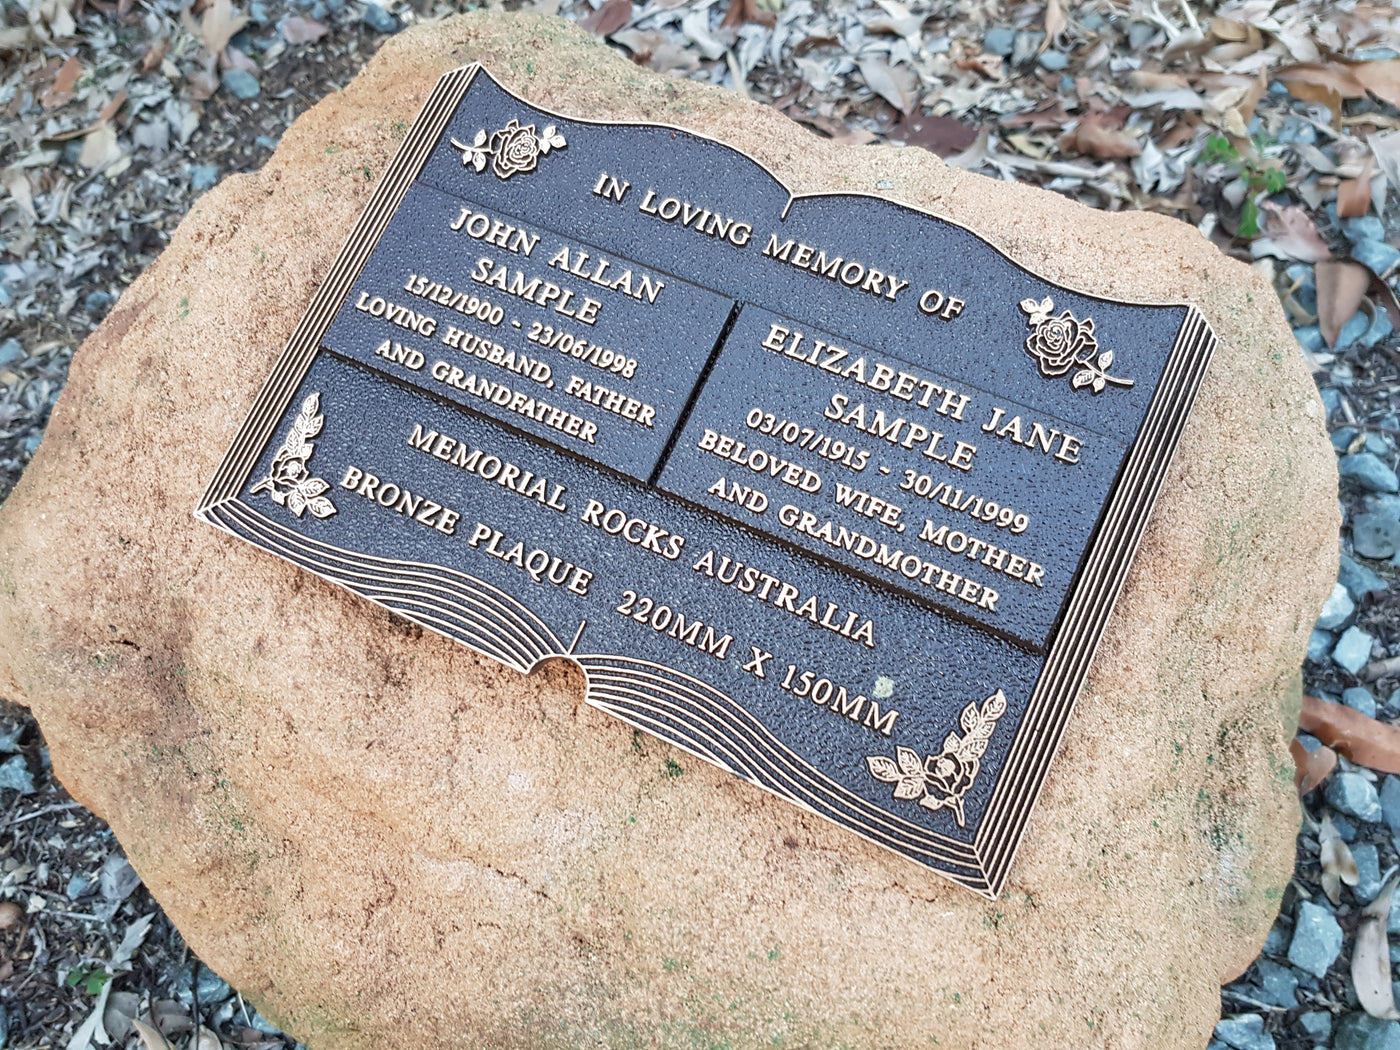 IN LOVING MEMORY OF
JOHN ALLAN
SAMPLE
15/12/1900 - 23/06/1998
LOVING HUSBAND, FATHER
AND GRANDFATHER
ELIZABETH JANE
SAMPLE
03/07/1915 - 30/11/1999
BELOVED WIFE, MOTHER
AND GRANDMOTHER
MEMORIAL ROCKS AUSTRALIA
BRONZE PLAQUE 220MM X 150MM